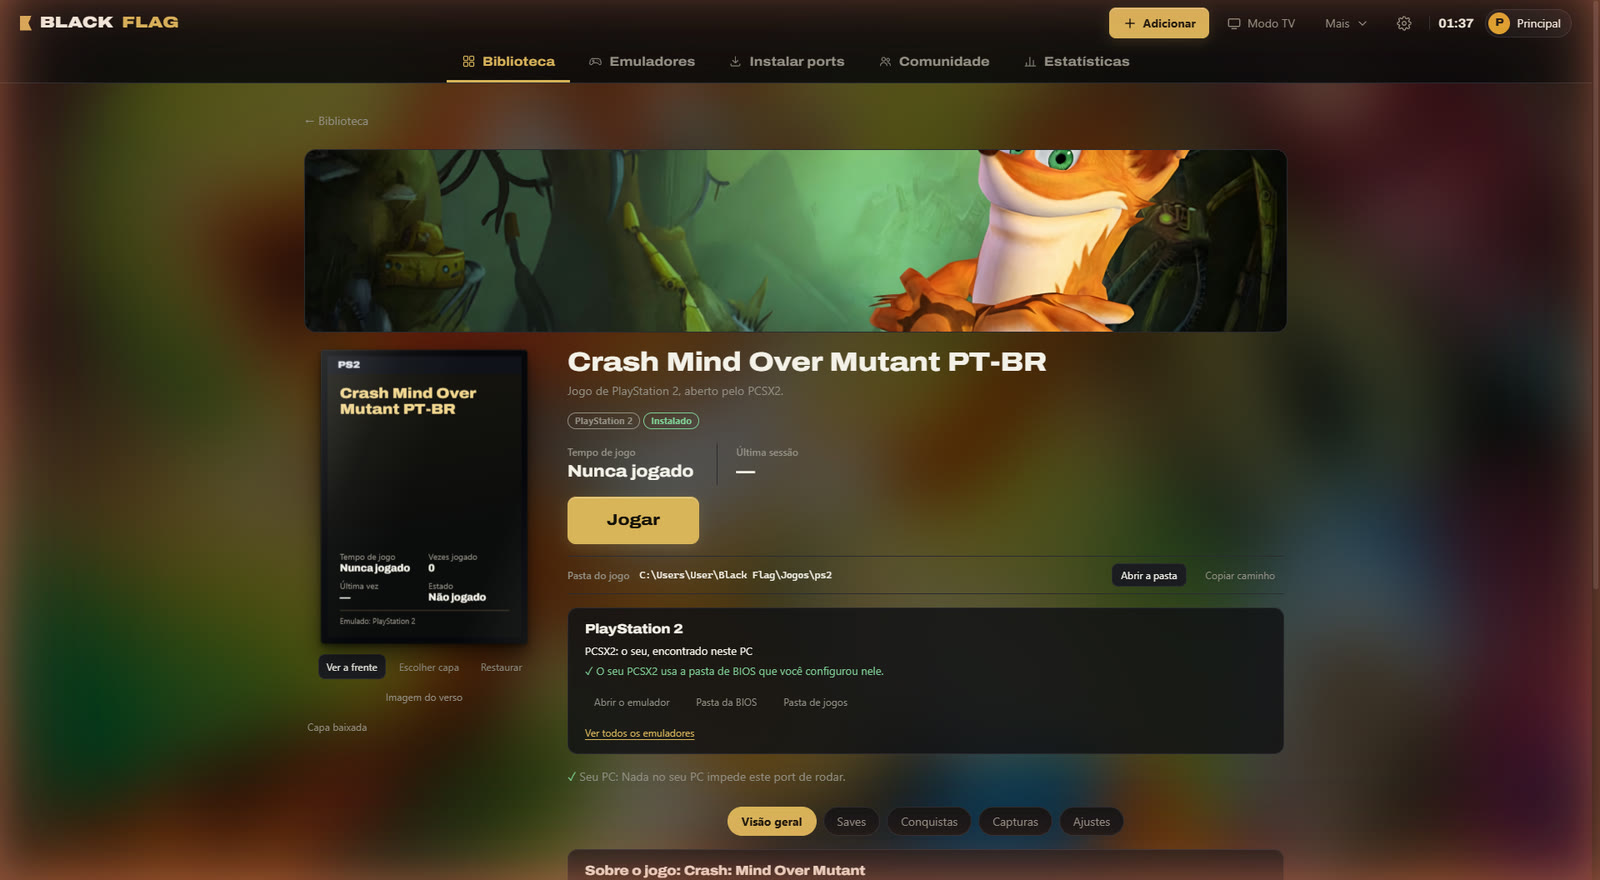 BLACK FLAG
Adicionar
Modo TV
Mais
01:37
P
Principal
Biblioteca
Emuladores
Instalar ports
Comunidade
Estatísticas
← Biblioteca
PS2
Crash Mind Over
Mutant PT-BR
Tempo de jogo
Nunca jogado
Vezes jogado
0
Última vez
—
Estado
Não jogado
Emulado: PlayStation 2
Ver a frente
Escolher capa
Restaurar
Imagem do verso
Capa baixada
Crash Mind Over Mutant PT-BR
Jogo de PlayStation 2, aberto pelo PCSX2.
PlayStation 2
Instalado
Tempo de jogo
Nunca jogado
Última sessão
—
Jogar
Pasta do jogo
C:\Users\User\Black Flag\Jogos\ps2
Abrir a pasta
Copiar caminho
PlayStation 2
PCSX2: o seu, encontrado neste PC
✓ O seu PCSX2 usa a pasta de BIOS que você configurou nele.
Abrir o emulador
Pasta da BIOS
Pasta de jogos
Ver todos os emuladores
✓ Seu PC: Nada no seu PC impede este port de rodar.
Visão geral
Saves
Conquistas
Capturas
Ajustes
Sobre o jogo: Crash: Mind Over Mutant